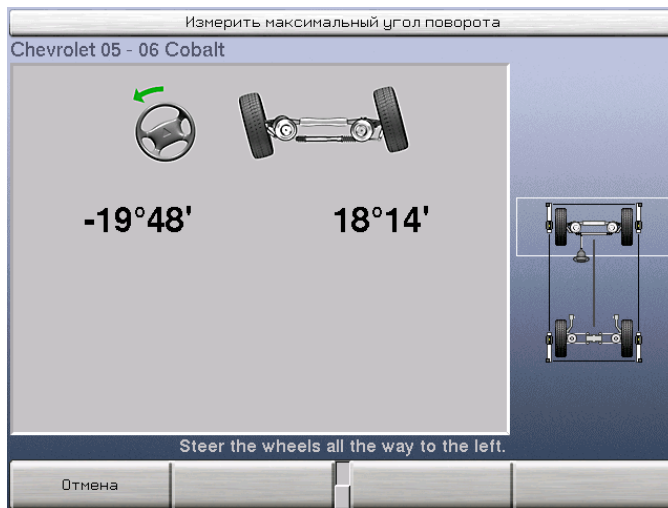 Измерить максимальный угол поворота
Chevrolet 05 - 06 Cobalt
-19°48' 18°14'
Steer the wheels all the way to the left.
Отмена